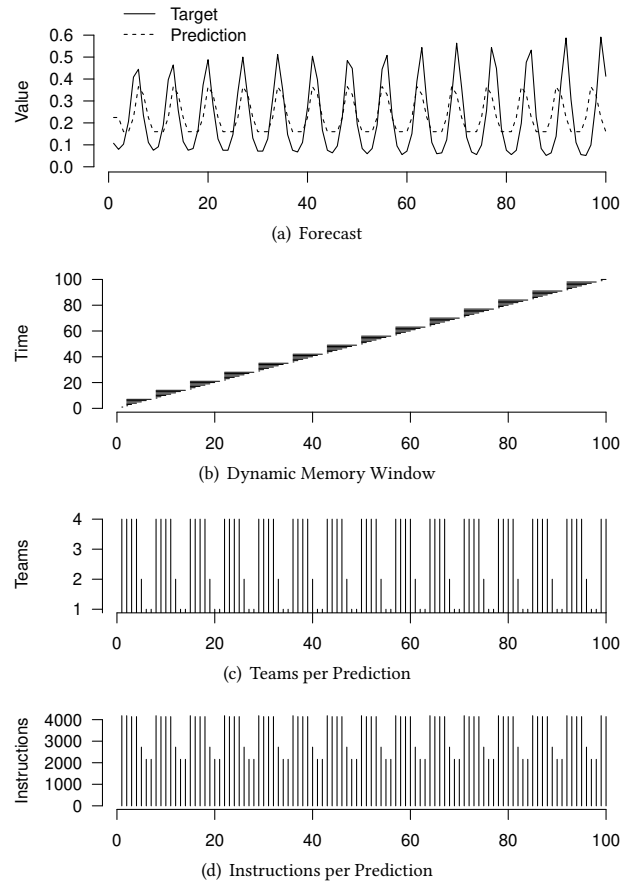 Target
Prediction
Value
0.6
0.5
0.4
0.3
0.2
0.1
0.0
0 20 40 60 80 100
(a) Forecast
Time
100
80
60
40
20
0
0 20 40 60 80 100
(b) Dynamic Memory Window
Teams
4
3
2
1
0 20 40 60 80 100
(c) Teams per Prediction
Instructions
4000
3000
2000
1000
0
0 20 40 60 80 100
(d) Instructions per Prediction